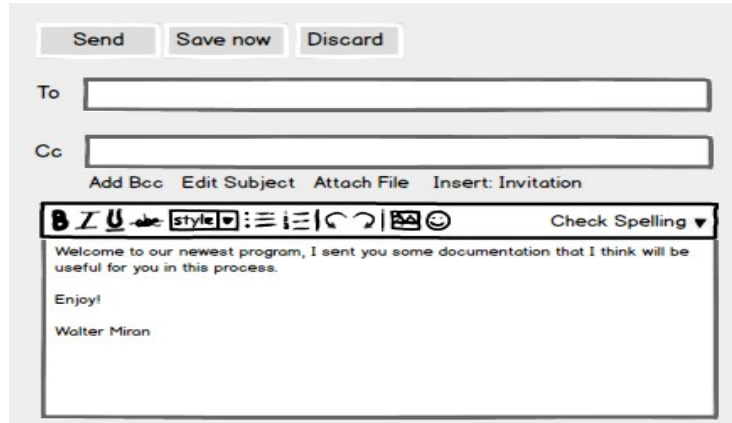 Send Save now Discard
To
Cc
Add Bcc Edit Subject Attach File Insert: Invitation
B I U abc style Check Spelling
Welcome to our newest program, I sent you some documentation that I think will be
useful for you in this process.
Enjoy!
Walter Miran